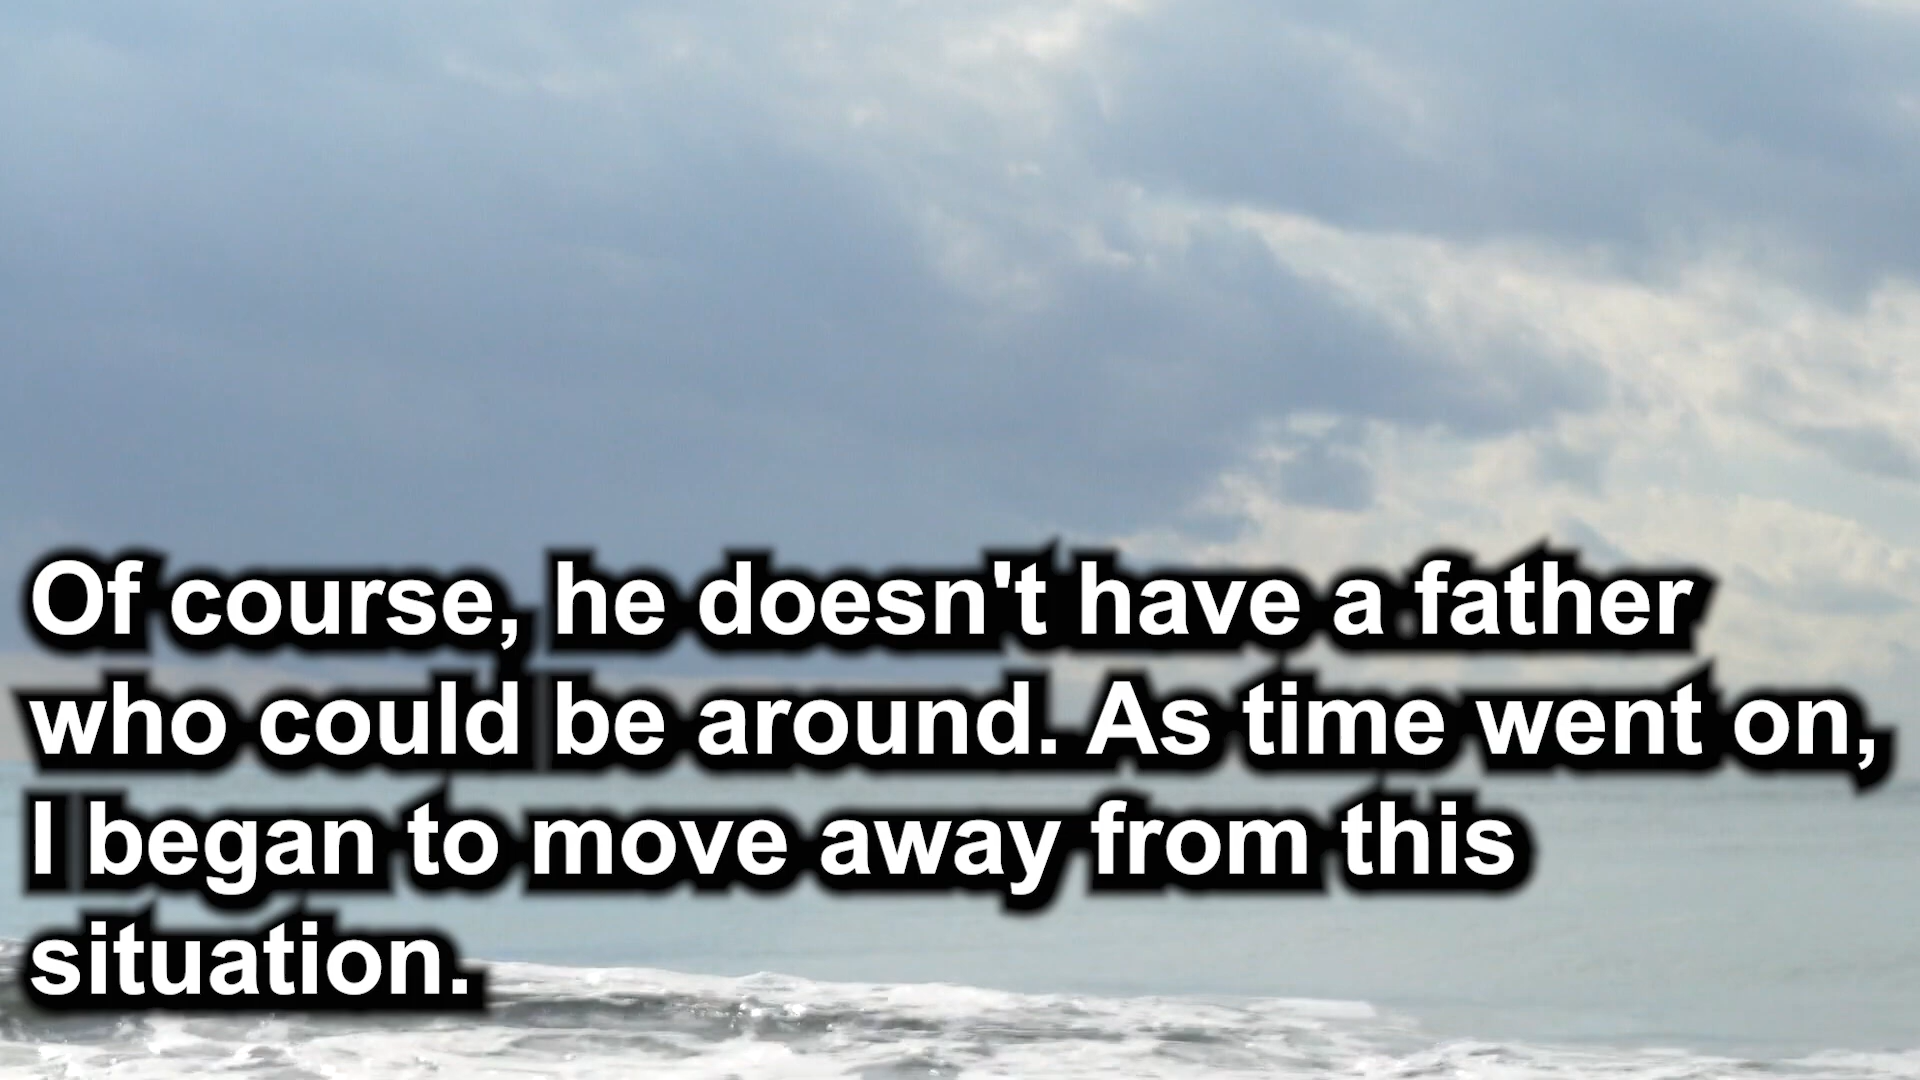 Of course, he doesn't have a father
who could be around. As time went on,
I began to move away from this
situation.